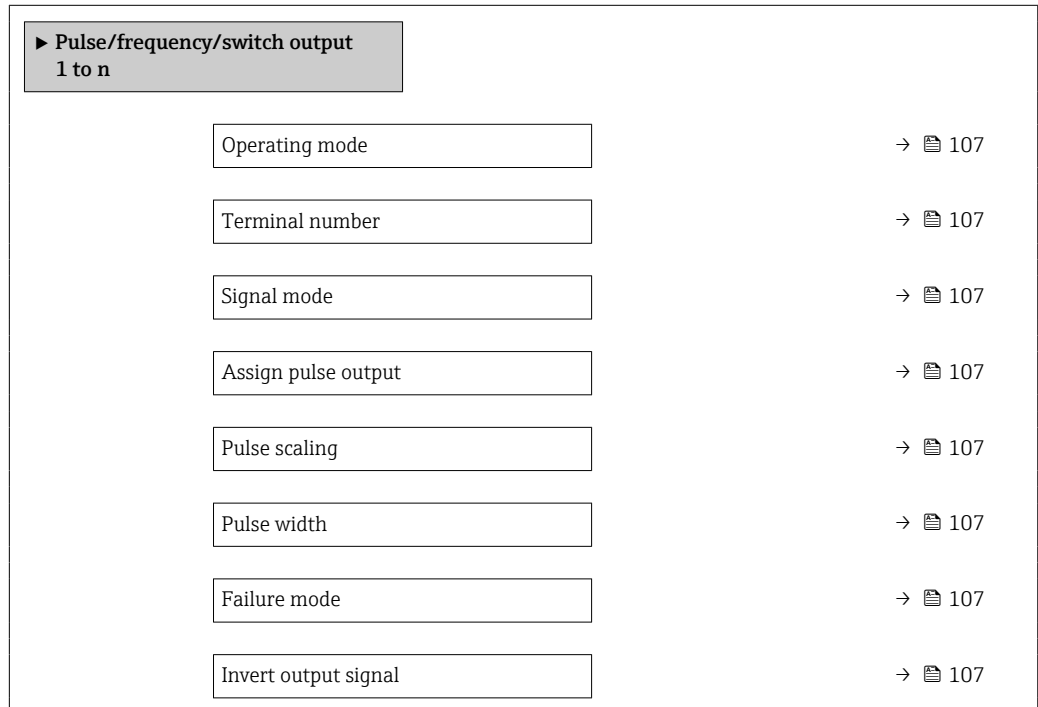 ▶ Pulse/frequency/switch output
1 to n
Operating mode → 107
Terminal number → 107
Signal mode → 107
Assign pulse output → 107
Pulse scaling → 107
Pulse width → 107
Failure mode → 107
Invert output signal → 107